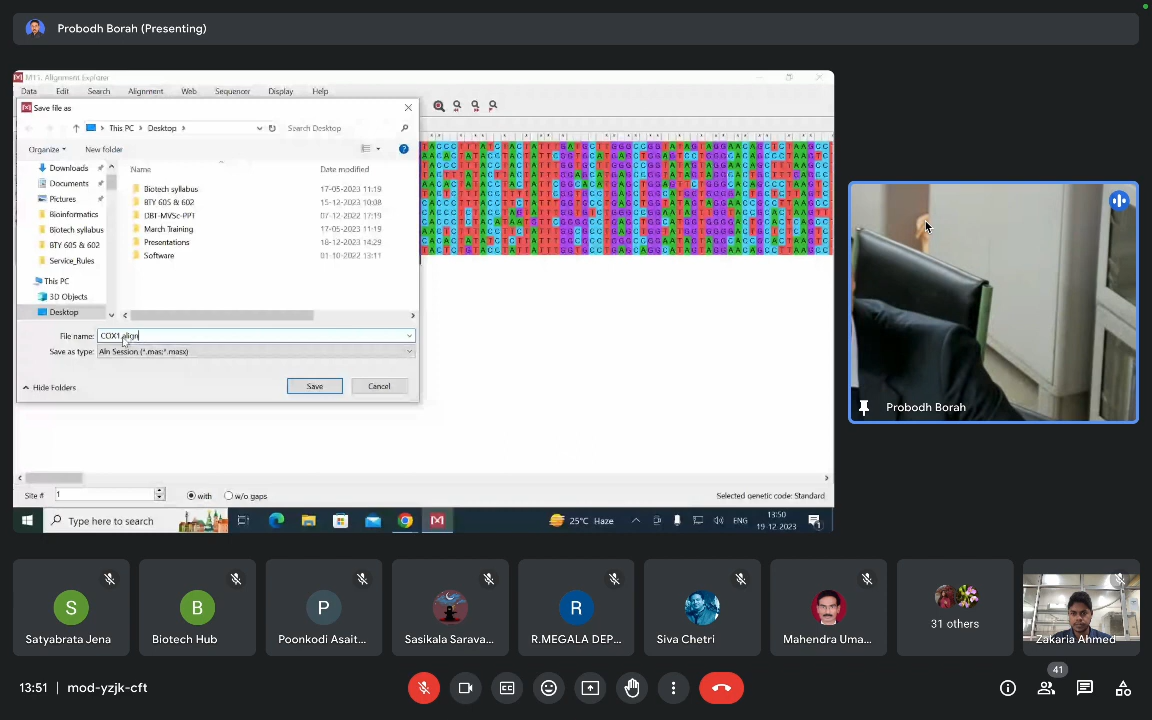 Probodh Borah (Presenting)
M11: Alignment Explorer
Data Edit Search Alignment Web Sequencer Display Help
Save file as
This PC Desktop Search Desktop
Organize New folder
Name Date modified
Downloads
Documents
Pictures
Bioinformatics
Biotech syllabus
BTY 605 & 602
Service_Rules
This PC
3D Objects
Desktop
Biotech syllabus 17-05-2023 11:19
BTY 605 & 602 15-12-2023 10:08
DBT-MVSc-PPT 07-12-2022 17:19
March Training 17-05-2023 11:19
Presentations 18-12-2023 14:29
Software 01-10-2022 13:11
File name: COX1 align
Save as type: Aln Session (*.mas;*.masx)
Hide Folders Save Cancel
Site # 1 with w/o gaps Selected genetic code: Standard
Type here to search 25°C Haze ENG 13:50
19-12-2023
Probodh Borah
S B P R
Satyabrata Jena Biotech Hub Poonkodi Asait... Sasikala Sarava... R.MEGALA DEP... Siva Chetri Mahendra Uma... 31 others Zakaria Ahmed
13:51 | mod-yzjk-cft
41